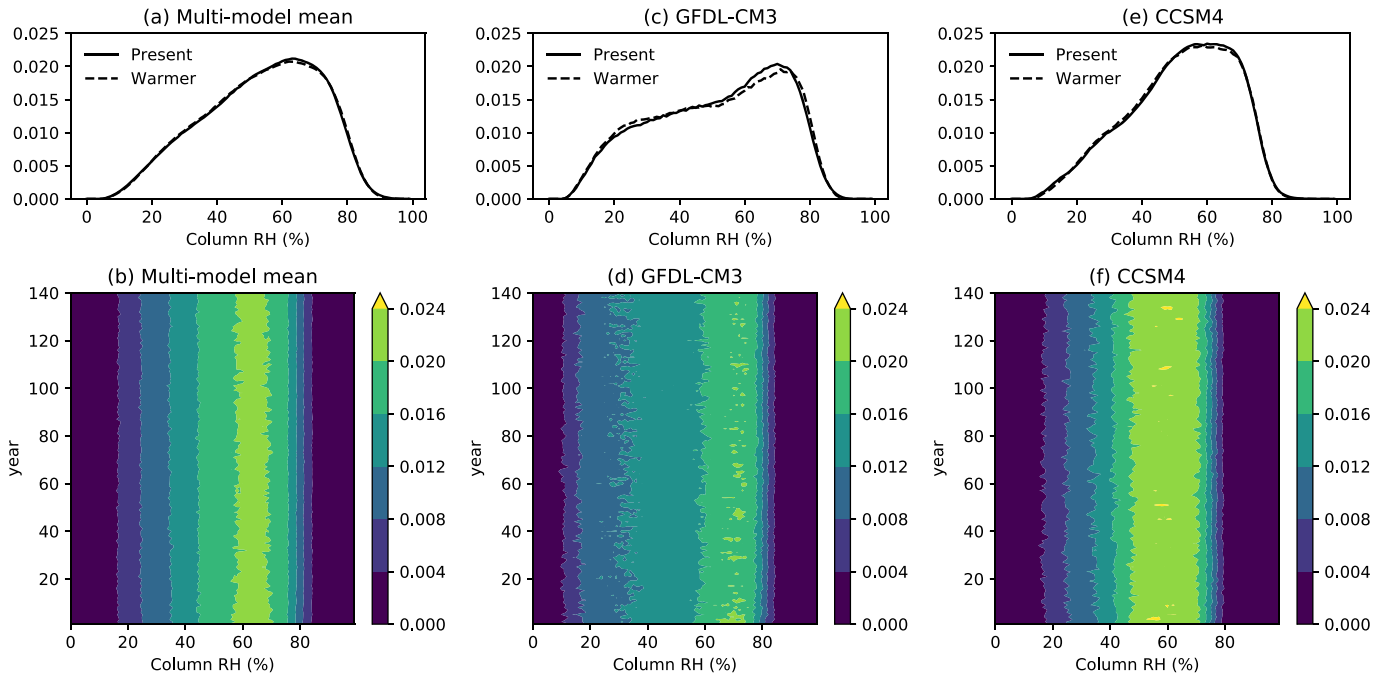 (a) Multi-model mean
0.025
0.020
0.015
0.010
0.005
0.000
Present
Warmer
0 20 40 60 80 100
Column RH (%)
(c) GFDL-CM3
0.025
0.020
0.015
0.010
0.005
0.000
Present
Warmer
0 20 40 60 80 100
Column RH (%)
(e) CCSM4
0.025
0.020
0.015
0.010
0.005
0.000
Present
Warmer
0 20 40 60 80 100
Column RH (%)
(b) Multi-model mean
year
140
120
100
80
60
40
20
0 20 40 60 80
Column RH (%)
0.024
0.020
0.016
0.012
0.008
0.004
0.000
(d) GFDL-CM3
year
140
120
100
80
60
40
20
0 20 40 60 80
Column RH (%)
0.024
0.020
0.016
0.012
0.008
0.004
0.000
(f) CCSM4
year
140
120
100
80
60
40
20
0 20 40 60 80
Column RH (%)
0.024
0.020
0.016
0.012
0.008
0.004
0.000